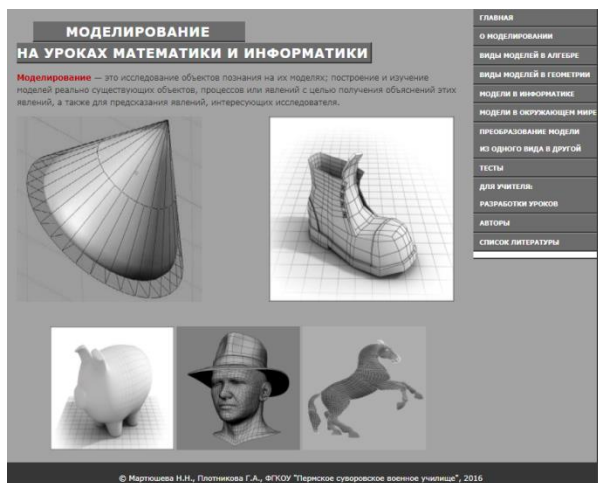 МОДЕЛИРОВАНИЕ
НА УРОКАХ МАТЕМАТИКИ И ИНФОРМАТИКИ
Моделирование — это исследование объектов познания на их моделях; построение и изучение
моделей реально существующих объектов, процессов или явлений с целью получения объяснений этих
явлений, а также для предсказания явлений, интересующих исследователя.
ГЛАВНАЯ
О МОДЕЛИРОВАНИИ
ВИДЫ МОДЕЛЕЙ В АЛГЕБРЕ
ВИДЫ МОДЕЛЕЙ В ГЕОМЕТРИИ
МОДЕЛИ В ИНФОРМАТИКЕ
МОДЕЛИ В ОКРУЖАЮЩЕМ МИРЕ
ПРЕОБРАЗОВАНИЕ МОДЕЛИ
ИЗ ОДНОГО ВИДА В ДРУГОЙ
ТЕСТЫ
ДЛЯ УЧИТЕЛЯ:
РАЗРАБОТКИ УРОКОВ
АВТОРЫ
СПИСОК ЛИТЕРАТУРЫ
© Мартюшева Н.Н., Плотникова Г.А., ФГКОУ "Пермское суворовское военное училище", 2016